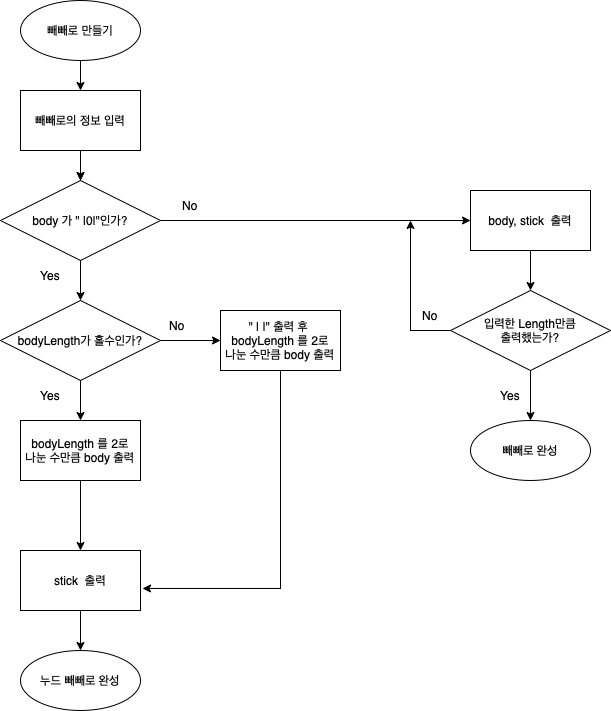 빼빼로 만들기
빼빼로의 정보 입력
body 가 " |0|"인가?
No
Yes
body, stick 출력
bodyLength가 홀수인가?
No
" | |" 출력 후
bodyLength 를 2로
나눈 수만큼 body 출력
No
입력한 Length만큼
출력했는가?
Yes
Yes
bodyLength 를 2로
나눈 수만큼 body 출력
빼빼로 완성
stick 출력
누드 빼빼로 완성